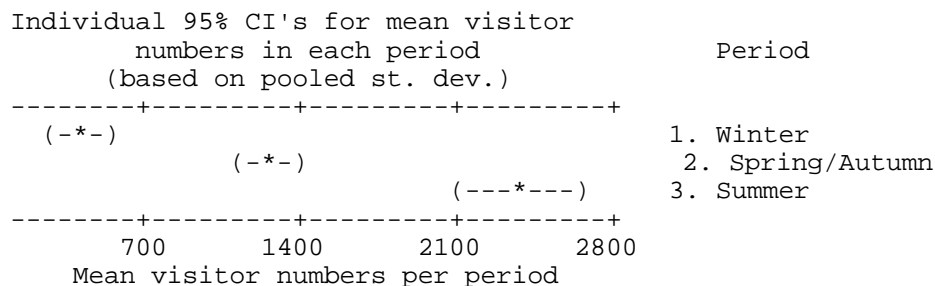 Individual 95% CI's for mean visitor
numbers in each period Period
(based on pooled st. dev.)
--------+---------+---------+---------+
(-*-) 1. Winter
(-*-) 2. Spring/Autumn
(---*---) 3. Summer
--------+---------+---------+---------+
700 1400 2100 2800
Mean visitor numbers per period